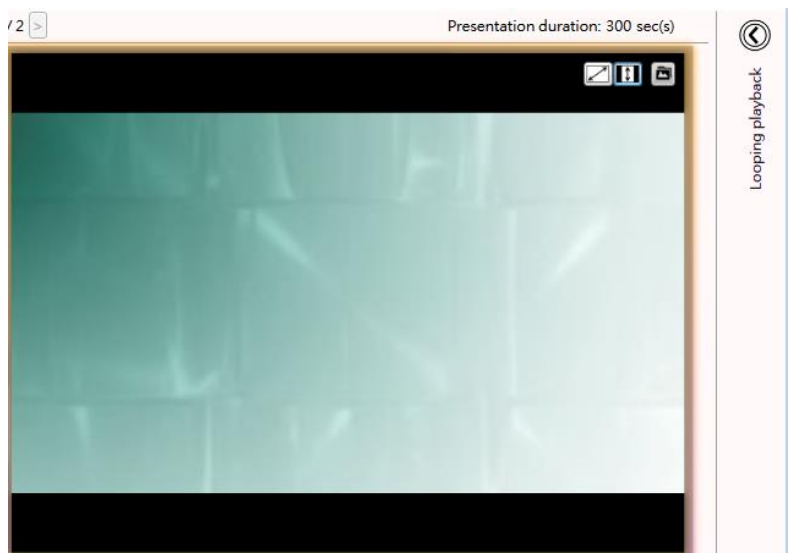 / 2 >
Presentation duration: 300 sec(s)
Looping playback